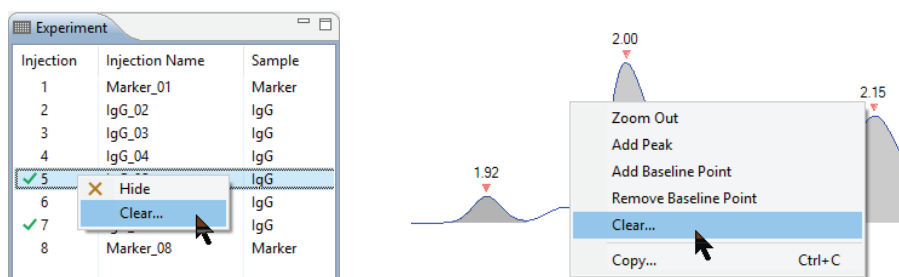 Experiment
Injection Injection Name Sample
1 Marker_01 Marker
2 IgG_02 IgG
3 IgG_03 IgG
4 IgG_04 IgG
5 IgG
Hide
6 IgG
Clear...
7 IgG
8 Marker_08 Marker
2.00
2.15
1.92
Zoom Out
Add Peak
Add Baseline Point
Remove Baseline Point
Clear...
Copy... Ctrl+C